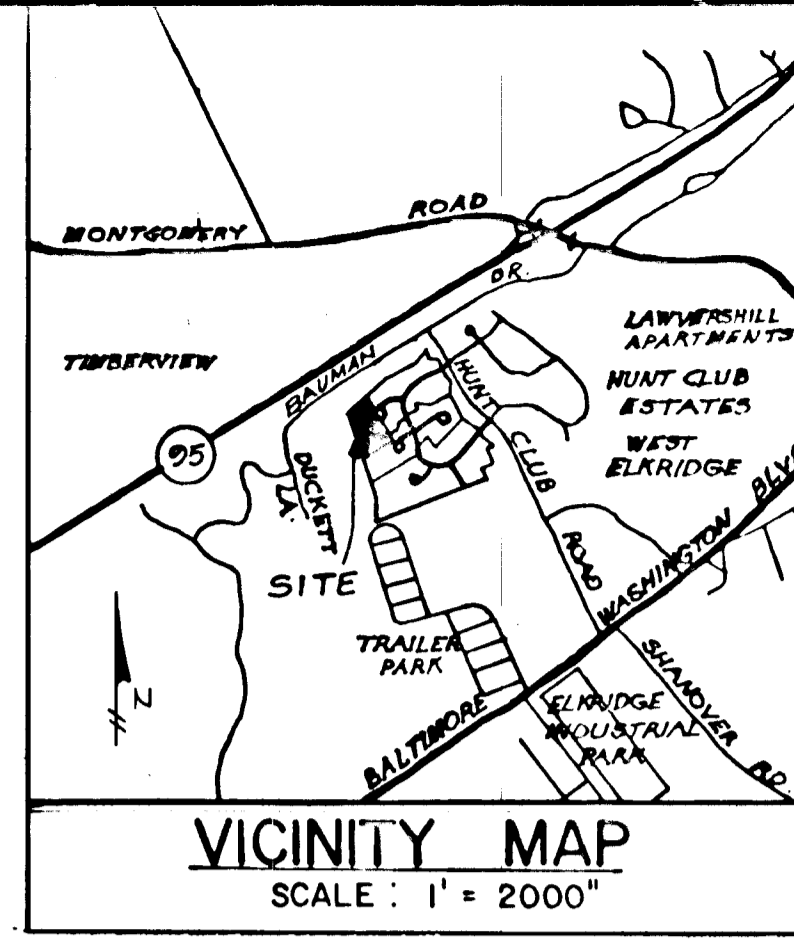 MONTGOMERY ROAD
DR.
BAUMAN
TIMBERVIEW
LAWYERSHILL
APARTMENTS
HUNT CLUB
ESTATES
WEST
ELKRIDGE
HUNT CLUB ROAD
95
DUCKETT
LA.
SITE
TRAILER
PARK
BALTIMORE WASHINGTON BLVD
ELKRIDGE
INDUSTRIAL
PARK
SHANOVER RD.
N
VICINITY MAP
SCALE : 1' = 2000"